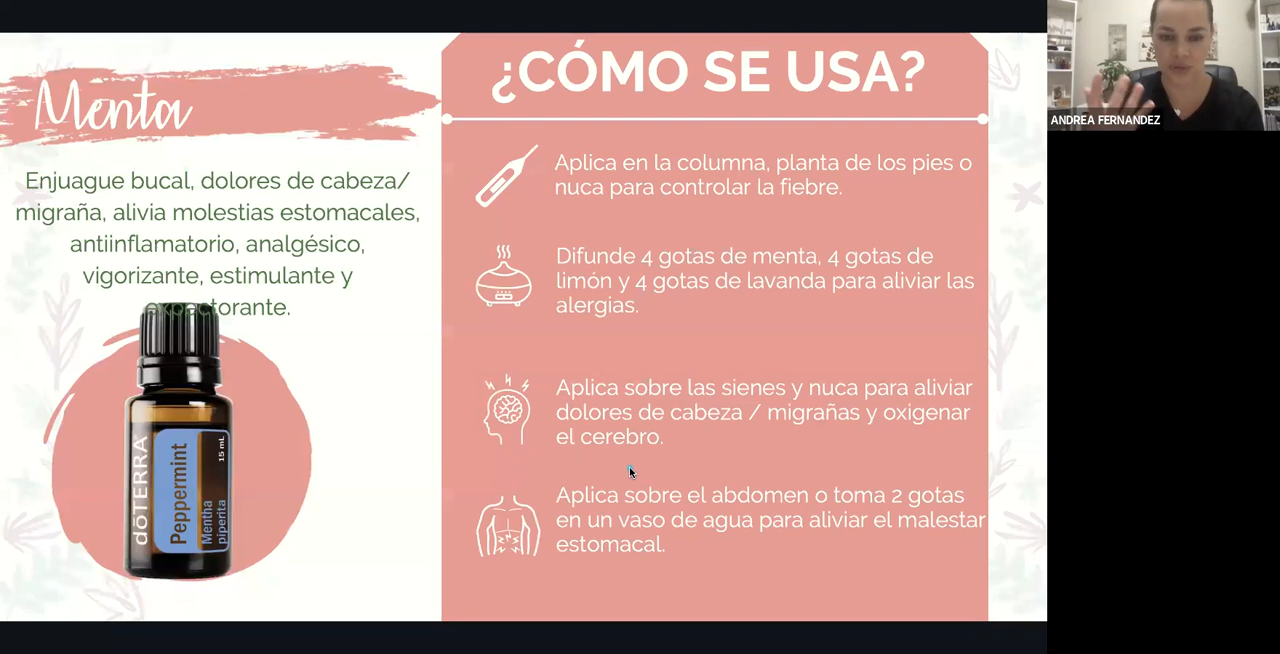 Menta
Enjuague bucal, dolores de cabeza/
migraña, alivia molestias estomacales,
antiinflamatorio, analgésico,
vigorizante, estimulante y
expectorante.
dōTERRA
Peppermint
Mentha
piperita
15 mL
¿CÓMO SE USA?
Aplica en la columna, planta de los pies o
nuca para controlar la fiebre.
Difunde 4 gotas de menta, 4 gotas de
limón y 4 gotas de lavanda para aliviar las
alergias.
Aplica sobre las sienes y nuca para aliviar
dolores de cabeza / migrañas y oxigenar
el cerebro.
Aplica sobre el abdomen o toma 2 gotas
en un vaso de agua para aliviar el malestar
estomacal.
ANDREA FERNANDEZ